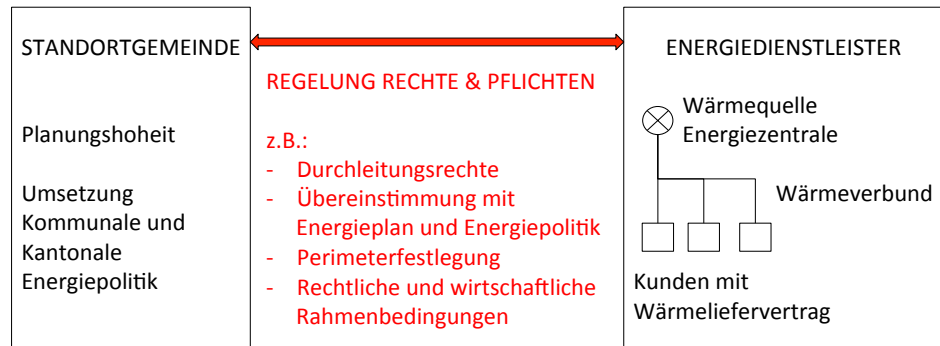 STANDORTGEMEINDE
Planungshoheit
Umsetzung
Kommunale und
Kantonale
Energiepolitik
REGELUNG RECHTE & PFLICHTEN
z.B.:
- Durchleitungsrechte
- Übereinstimmung mit
Energieplan und Energiepolitik
- Perimeterfestlegung
- Rechtliche und wirtschaftliche
Rahmenbedingungen
ENERGIEDIENSTLEISTER
Wärmequelle
Energiezentrale
Wärmeverbund
Kunden mit
Wärmeliefervertrag